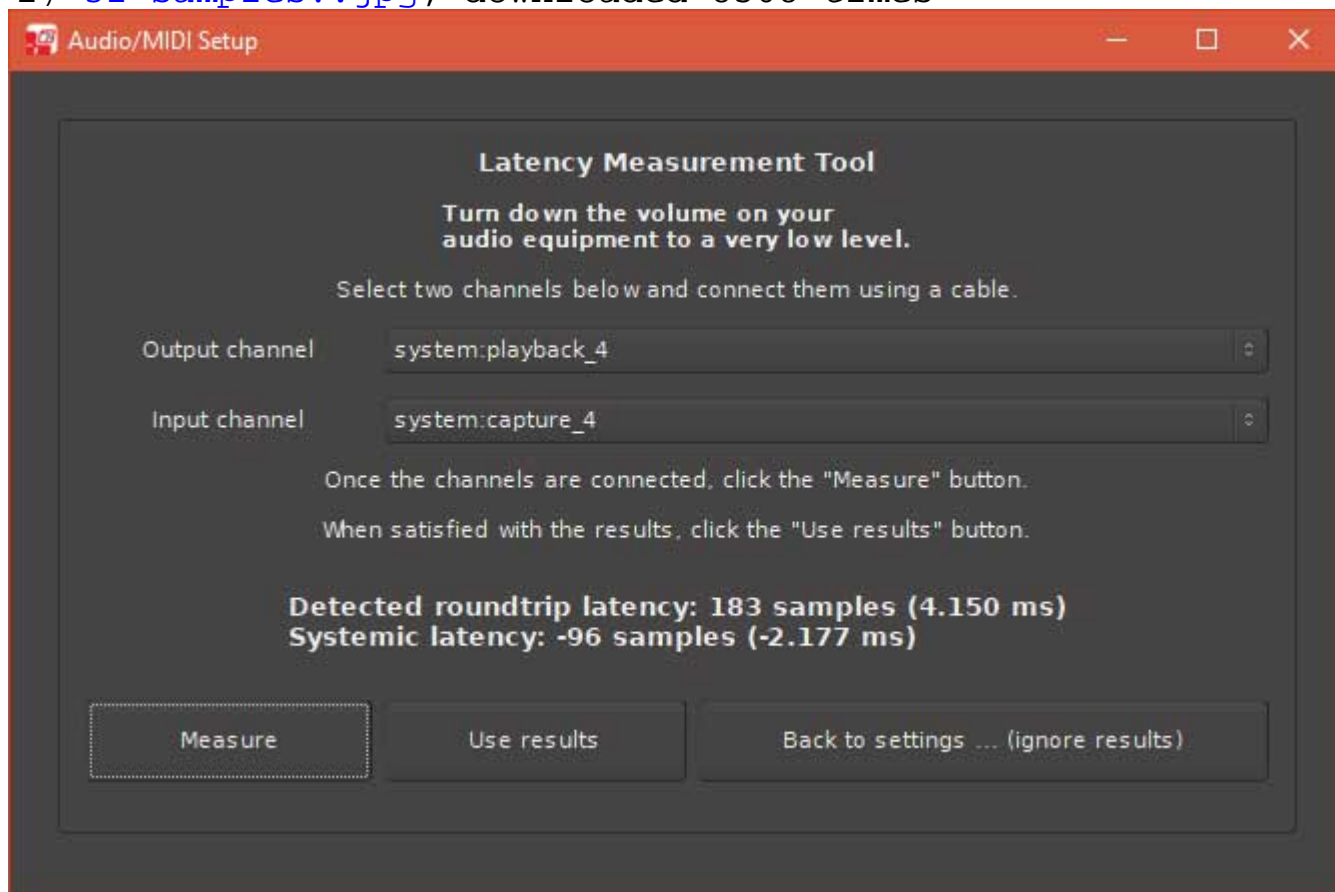 Audio/MIDI Setup
Latency Measurement Tool
Turn down the volume on your
audio equipment to a very low level.
Select two channels below and connect them using a cable.
Output channel system:playback_4
Input channel system:capture_4
Once the channels are connected, click the "Measure" button.
When satisfied with the results, click the "Use results" button.
Detected roundtrip latency: 183 samples (4.150 ms)
Systemic latency: -96 samples (-2.177 ms)
Measure Use results Back to settings ... (ignore results)